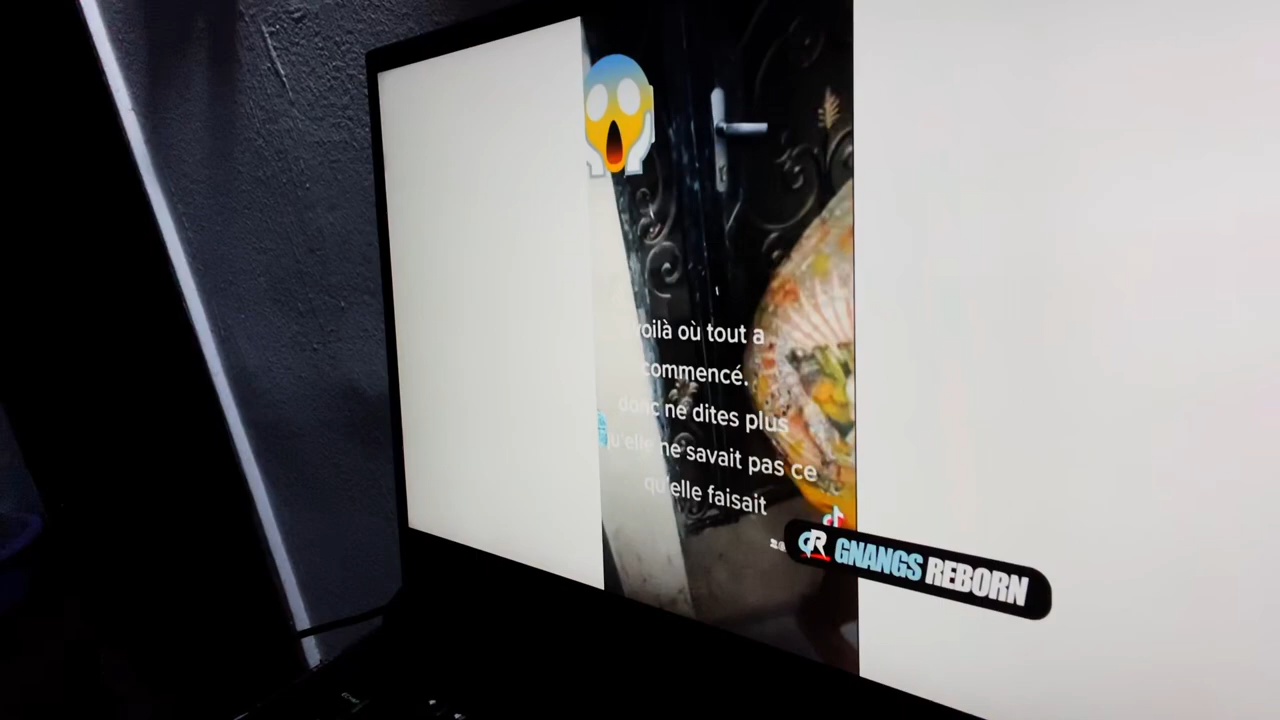 voilà où tout a
commencé.
donc ne dites plus
qu'elle ne savait pas ce
qu'elle faisait
GR GNANGS REBORN